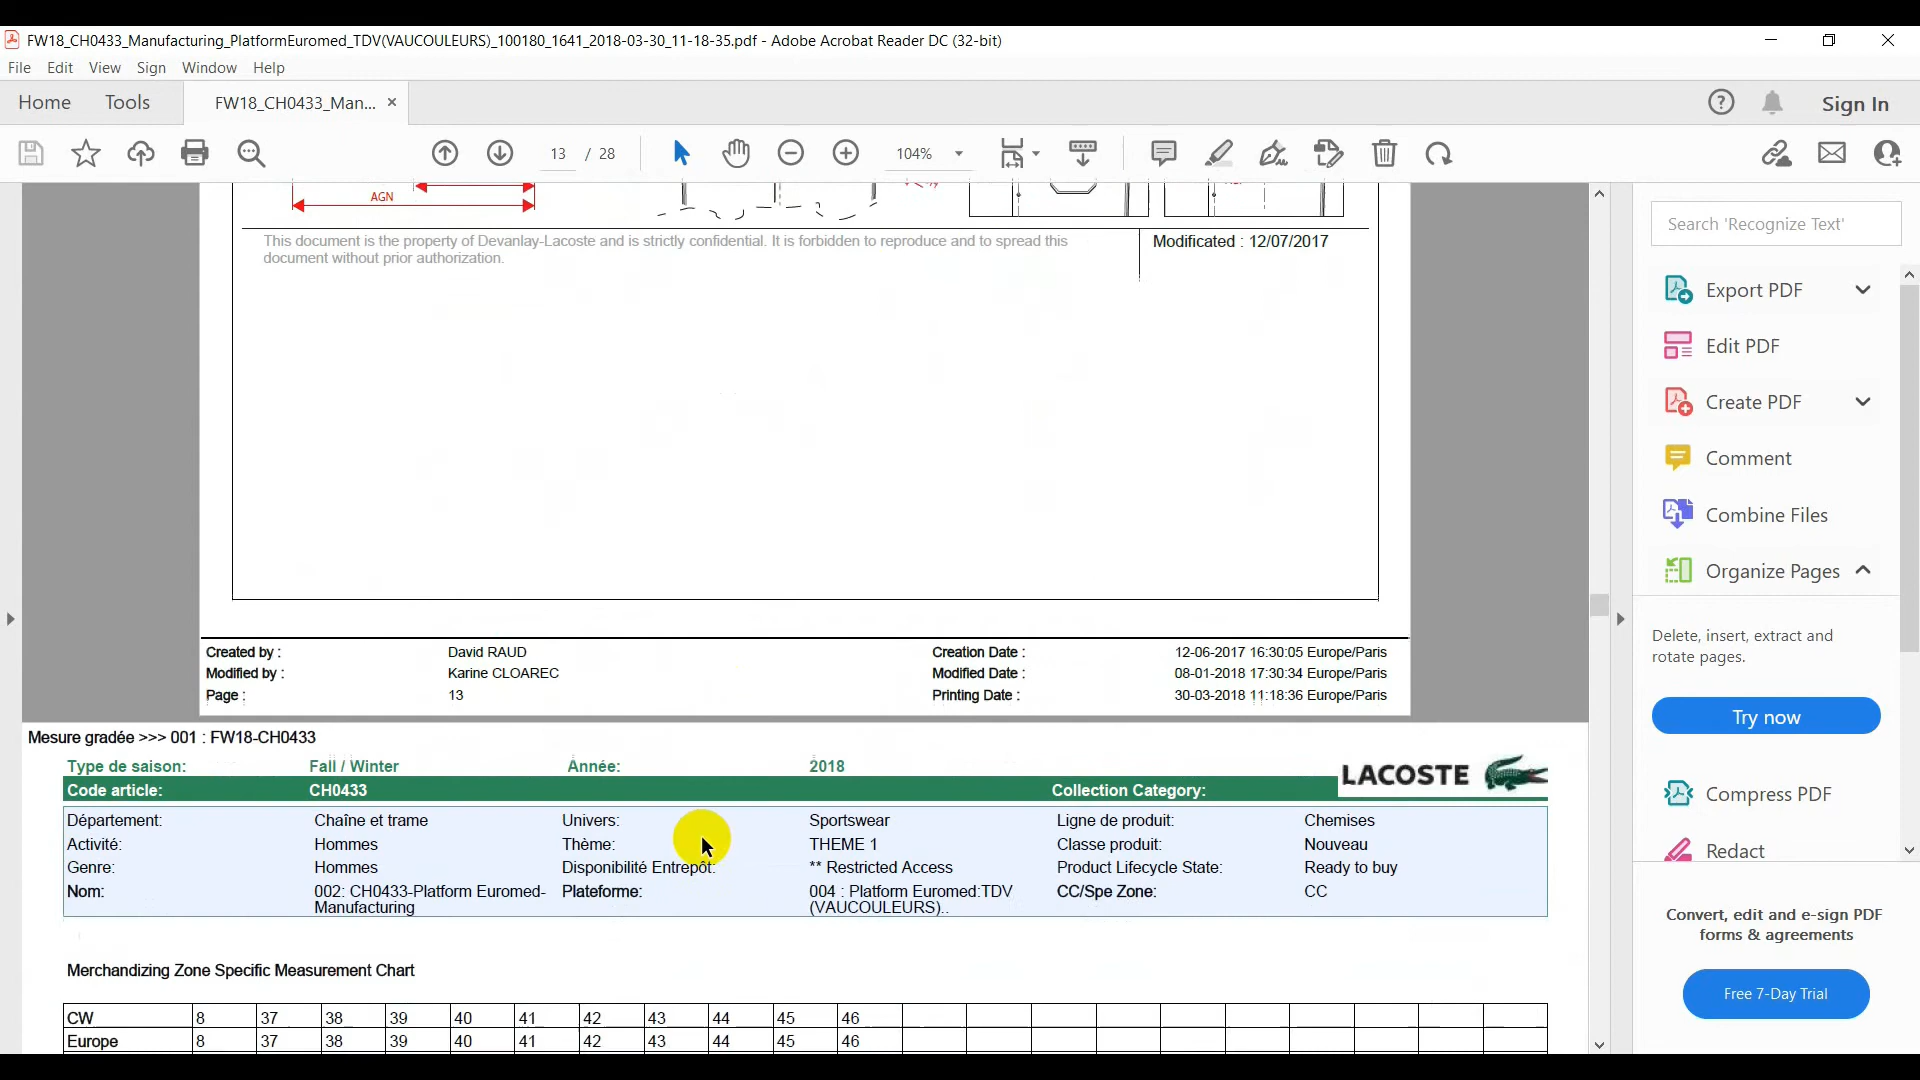 FW18_CH0433_Manufacturing_PlatformEuromed_TDV(VAUCOULEURS)_100180_1641_2018-03-30_11-18-35.pdf - Adobe Acrobat Reader DC (32-bit)
File Edit View Sign Window Help
Home Tools FW18_CH0433_Man... × Sign In
13 / 28 104%
AGN
This document is the property of Devanlay-Lacoste and is strictly confidential. It is forbidden to reproduce and to spread this
document without prior authorization.
Modificated : 12/07/2017
Created by : David RAUD Creation Date : 12-06-2017 16:30:05 Europe/Paris
Modified by : Karine CLOAREC Modified Date : 08-01-2018 17:30:34 Europe/Paris
Page : 13 Printing Date : 30-03-2018 11:18:36 Europe/Paris
Mesure gradée >>> 001 : FW18-CH0433
Type de saison: Fall / Winter Année: 2018
LACOSTE
Code article: CH0433 Collection Category:
Département: Chaîne et trame Univers: Sportswear Ligne de produit: Chemises
Activité: Hommes Thème: THEME 1 Classe produit: Nouveau
Genre: Hommes Disponibilité Entrepôt: ** Restricted Access Product Lifecycle State: Ready to buy
Nom: 002: CH0433-Platform Euromed- Plateforme: 004 : Platform Euromed:TDV CC/Spe Zone: CC
Manufacturing (VAUCOULEURS)..
Merchandizing Zone Specific Measurement Chart
CW 8 37 38 39 40 41 42 43 44 45 46
Europe 8 37 38 39 40 41 42 43 44 45 46
Search 'Recognize Text'
Export PDF
Edit PDF
Create PDF
Comment
Combine Files
Organize Pages
Delete, insert, extract and
rotate pages.
Try now
Compress PDF
Redact
Convert, edit and e-sign PDF
forms & agreements
Free 7-Day Trial